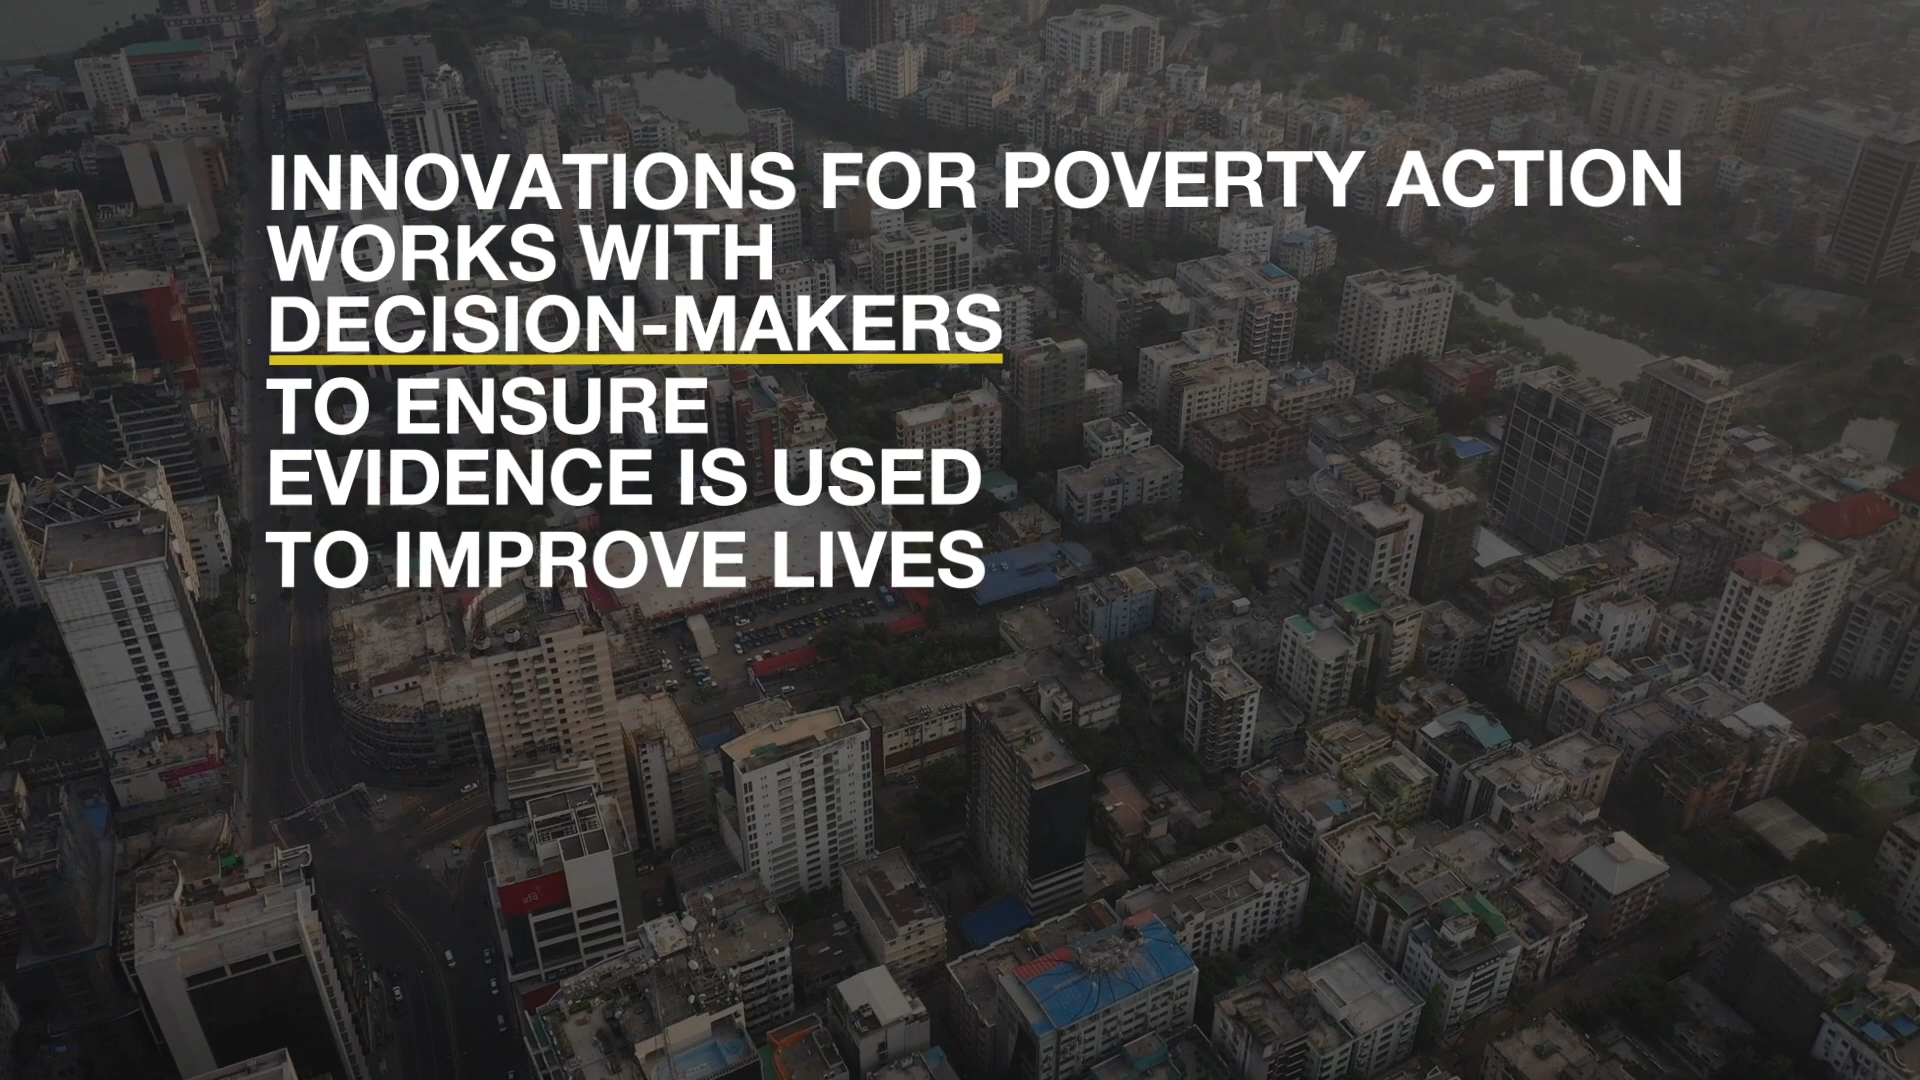 INNOVATIONS FOR POVERTY ACTION
WORKS WITH
DECISION-MAKERS
TO ENSURE
EVIDENCE IS USED
TO IMPROVE LIVES